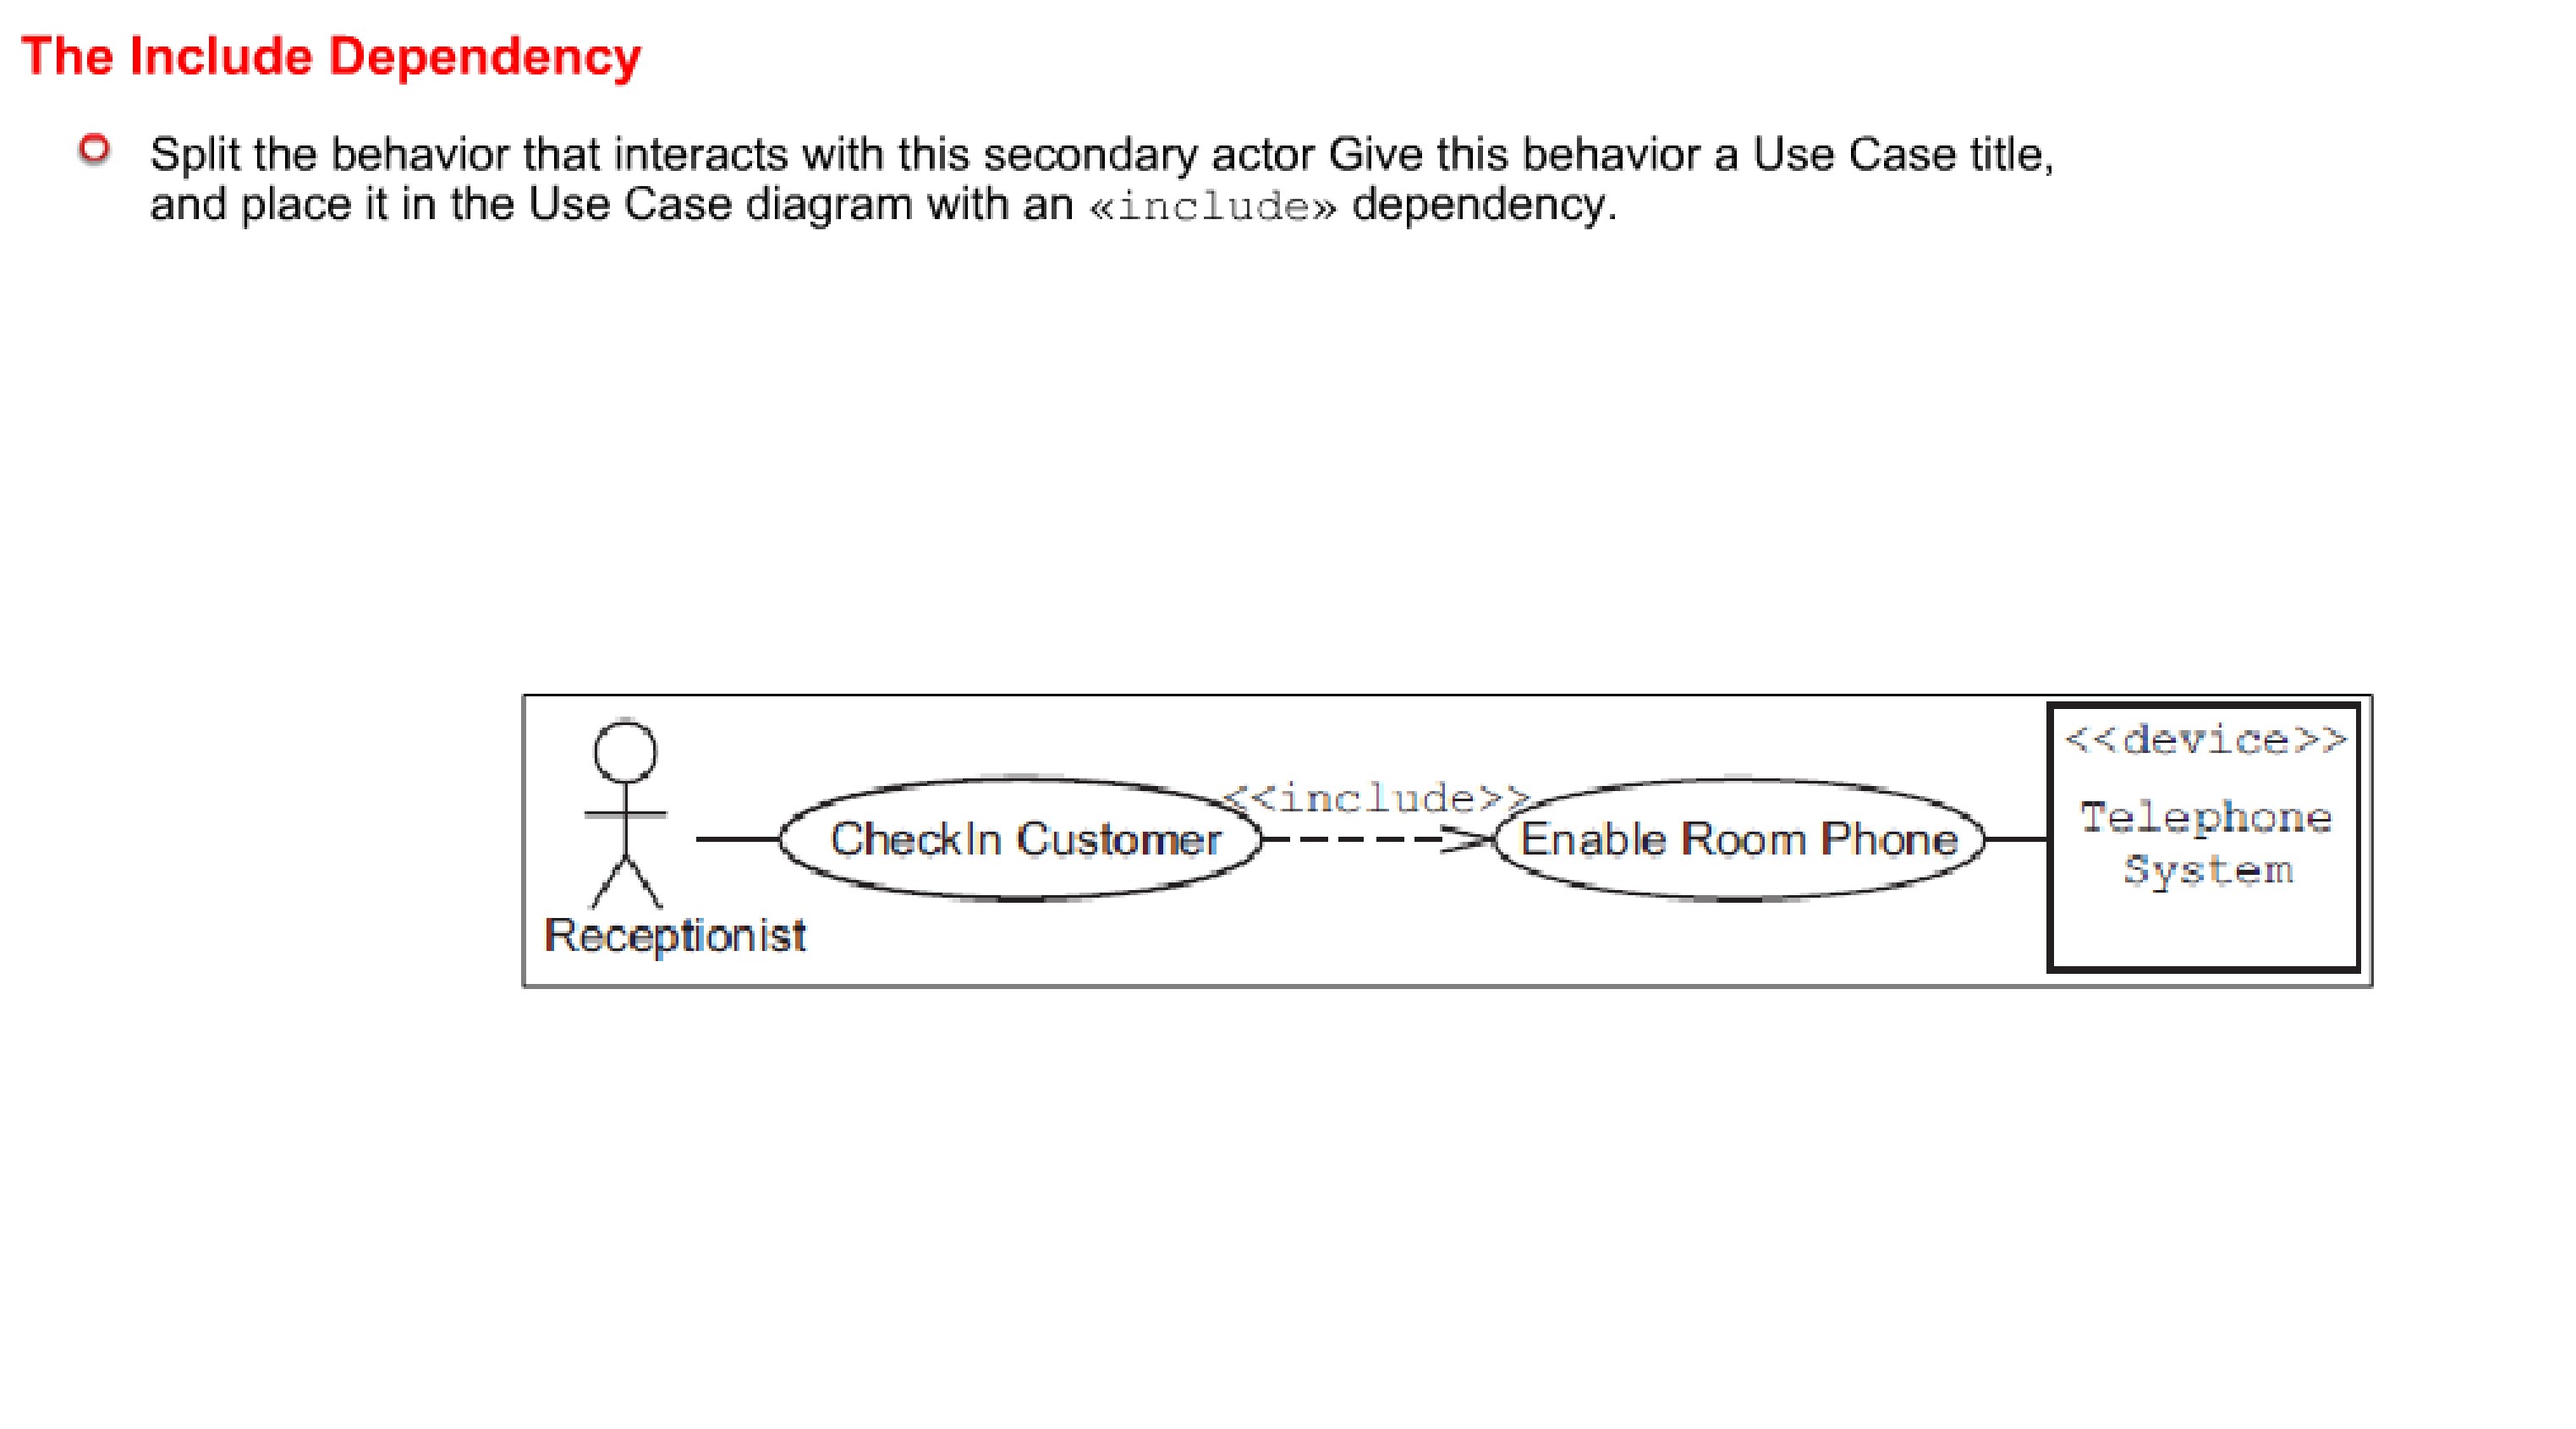 The Include Dependency
Split the behavior that interacts with this secondary actor Give this behavior a Use Case title,
and place it in the Use Case diagram with an «include» dependency.
<<device>>
<<include>>
Telephone
CheckIn Customer
Enable Room Phone
System
Receptionist